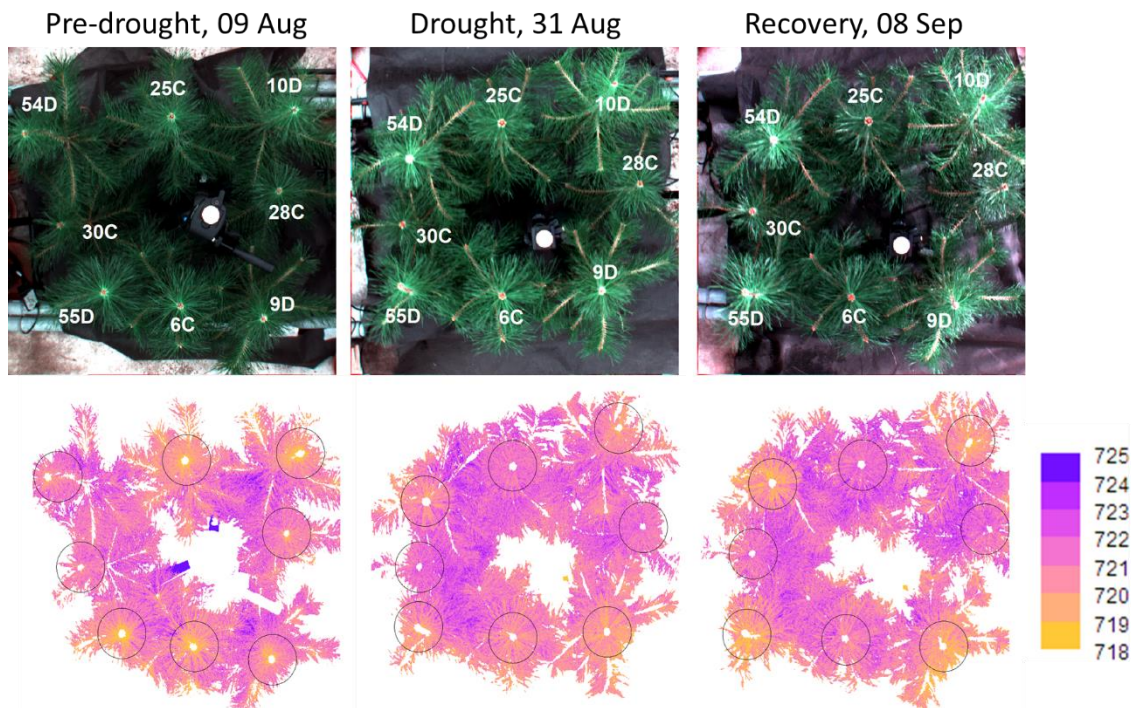 Pre-drought, 09 Aug
Drought, 31 Aug
Recovery, 08 Sep
54D
25C
10D
30C
28C
55D
6C
9D
54D
25C
10D
28C
30C
9D
55D
6C
54D
25C
10D
28C
30C
55D
6C
9D
725
724
723
722
721
720
719
718